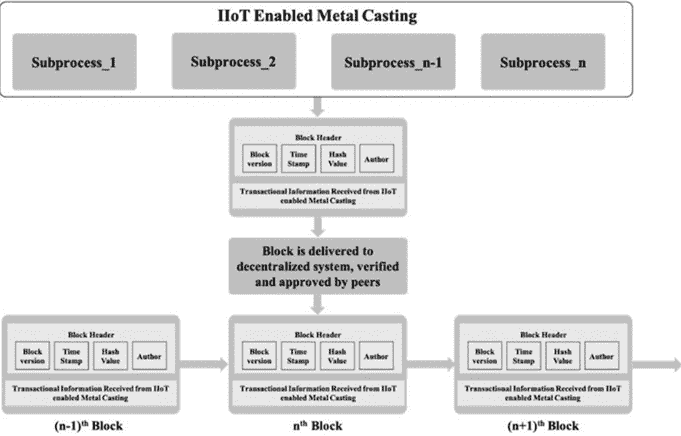 IIoT Enabled Metal Casting
Subprocess_1
Subprocess_2
Subprocess_n-1
Subprocess_n
Block Header
Block
version
Time
Stamp
Hash
Value
Author
Transactional Information Received from IIoT
enabled Metal Casting
Block is delivered to
decentralized system, verified
and approved by peers
Block Header
Block
version
Time
Stamp
Hash
Value
Author
Transactional Information Received from IIoT
enabled Metal Casting
(n-1)th Block
Block Header
Block
version
Time
Stamp
Hash
Value
Author
Transactional Information Received from IIoT
enabled Metal Casting
nth Block
Block Header
Block
version
Time
Stamp
Hash
Value
Author
Transactional Information Received from IIoT
enabled Metal Casting
(n+1)th Block